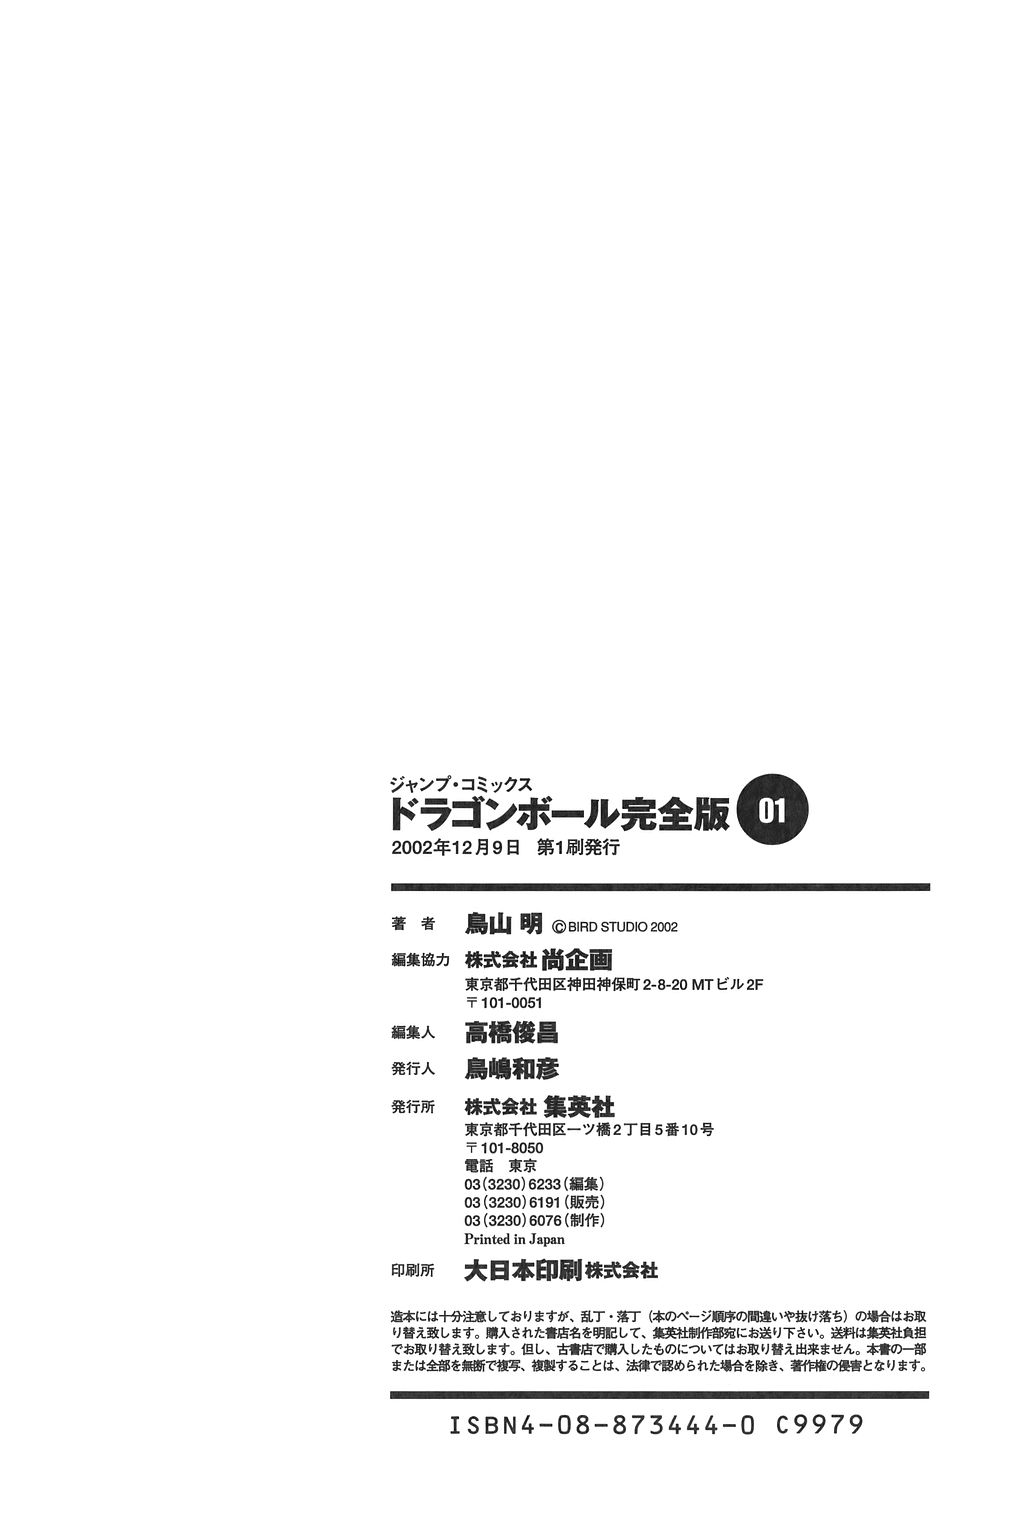 ジャンプ・コミックス
ドラゴンボール完全版 01
2002年12月9日 第1刷発行
著 者 鳥山 明 ©BIRD STUDIO 2002
編集協力 株式会社 尚企画
東京都千代田区神田神保町2-8-20 MTビル2F
〒101-0051
編集人 高橋俊昌
発行人 鳥嶋和彦
発行所 株式会社 集英社
東京都千代田区一ツ橋2丁目5番10号
〒101-8050
電話 東京
03(3230)6233(編集)
03(3230)6191(販売)
03(3230)6076(制作)
Printed in Japan
印刷所 大日本印刷株式会社
造本には十分注意しておりますが、乱丁・落丁（本のページ順序の間違いや抜け落ち）の場合はお取
り替え致します。購入された書店名を明記して、集英社制作部宛にお送り下さい。送料は集英社負担
でお取り替え致します。但し、古書店で購入したものについてはお取り替え出来ません。本書の一部
または全部を無断で複写、複製することは、法律で認められた場合を除き、著作権の侵害となります。
ISBN4-08-873444-0 C9979